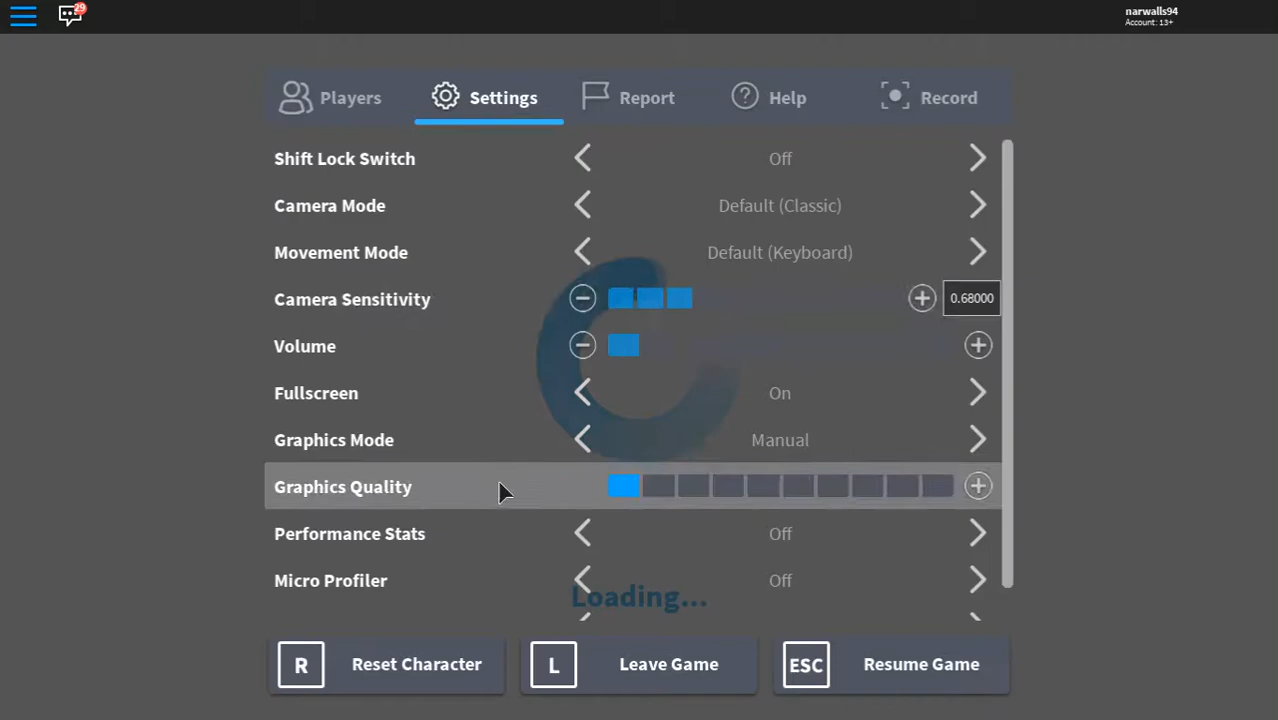 29
narwalls94
Account: 13+
Players Settings Report Help Record
Shift Lock Switch Off
Camera Mode Default (Classic)
Movement Mode Default (Keyboard)
Camera Sensitivity 0.68000
Volume
Fullscreen On
Graphics Mode Manual
Graphics Quality
Performance Stats Off
Micro Profiler Off
Loading...
R Reset Character L Leave Game ESC Resume Game